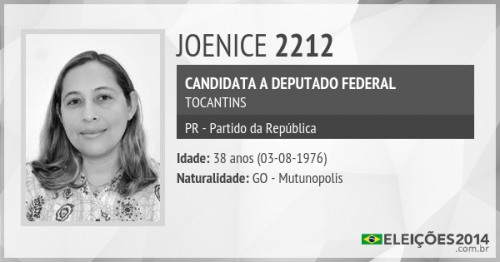 JOENICE 2212
CANDIDATA A DEPUTADO FEDERAL
TOCANTINS
PR - Partido da República
Idade: 38 anos (03-08-1976)
Naturalidade: GO - Mutunopolis
ELEIÇÕES2014
.com.br